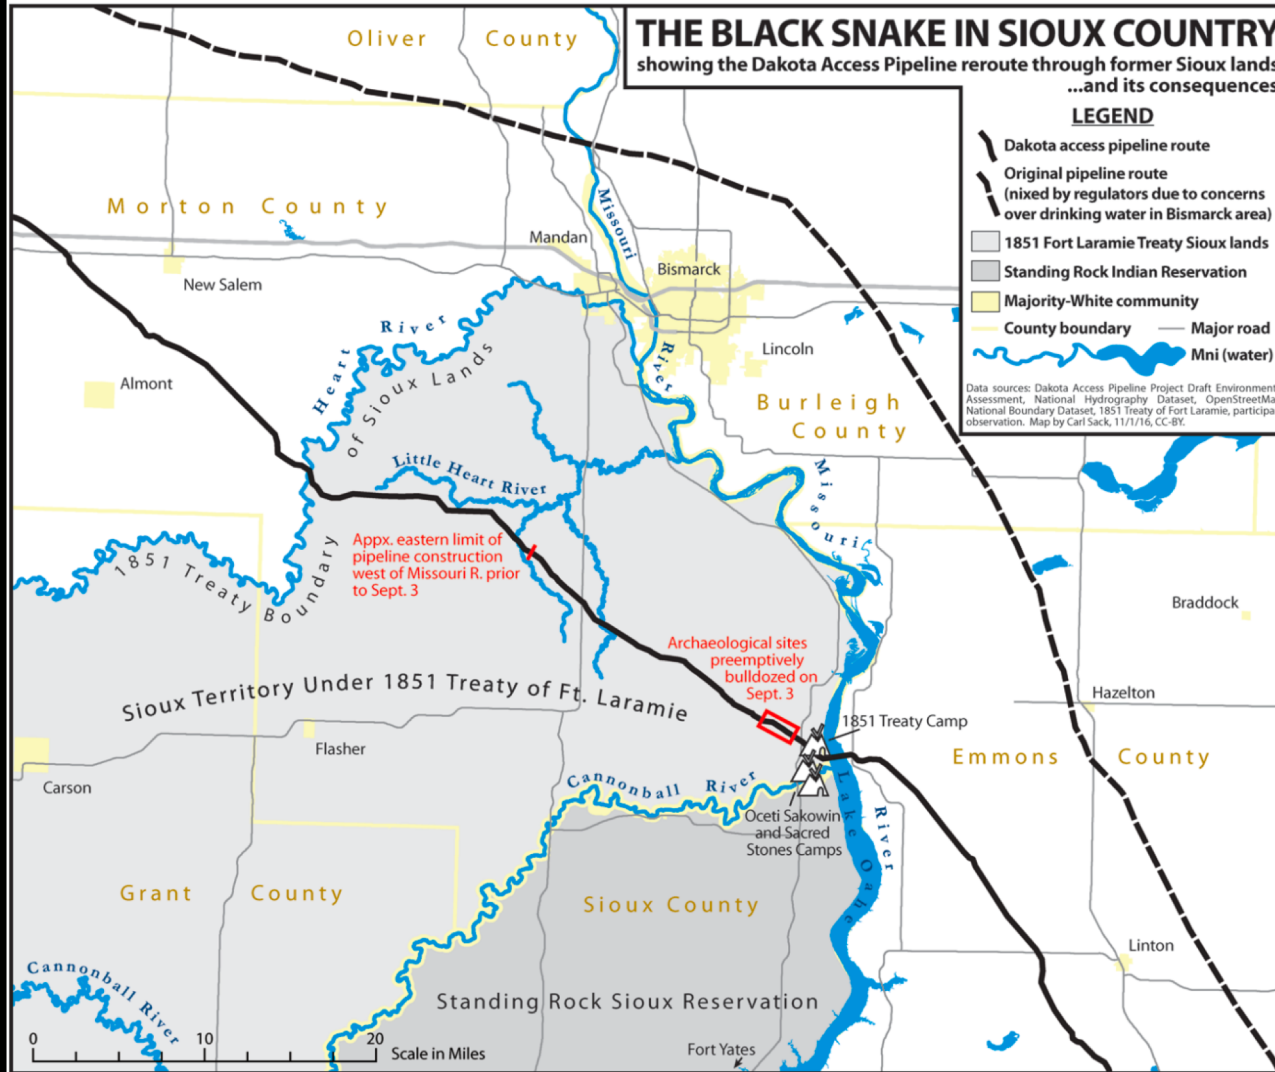 THE BLACK SNAKE IN SIOUX COUNTRY
showing the Dakota Access Pipeline reroute through former Sioux lands
...and its consequences
LEGEND
Dakota access pipeline route
Original pipeline route
(nixed by regulators due to concerns
over drinking water in Bismarck area)
1851 Fort Laramie Treaty Sioux lands
Standing Rock Indian Reservation
Majority-White community
County boundary
Major road
Mni (water)
Data sources: Dakota Access Pipeline Project Draft Environment
Assessment, National Hydrography Dataset, OpenStreetMa
National Boundary Dataset, 1851 Treaty of Fort Laramie, participa
observation. Map by Carl Sack, 11/1/16, CC-BY.
Oliver County
Morton County
Missouri
Mandan
Bismarck
New Salem
Heart River
River
Lincoln
of Sioux Lands
Almont
Burleigh
County
Little Heart River
Missouri
1851 Treaty Boundary
Appx. eastern limit of
pipeline construction
west of Missouri R. prior
to Sept. 3
Braddock
Archaeological sites
preemptively
bulldozed on
Sept. 3
Sioux Territory Under 1851 Treaty of Ft. Laramie
Hazelton
1851 Treaty Camp
Flasher
Emmons County
Carson
Cannonball River
Lake Oahe
River
Oceti Sakowin
and Sacred
Stones Camps
Grant County
Sioux County
Linton
Cannonball River
Standing Rock Sioux Reservation
0 10 20
Scale in Miles
Fort Yates